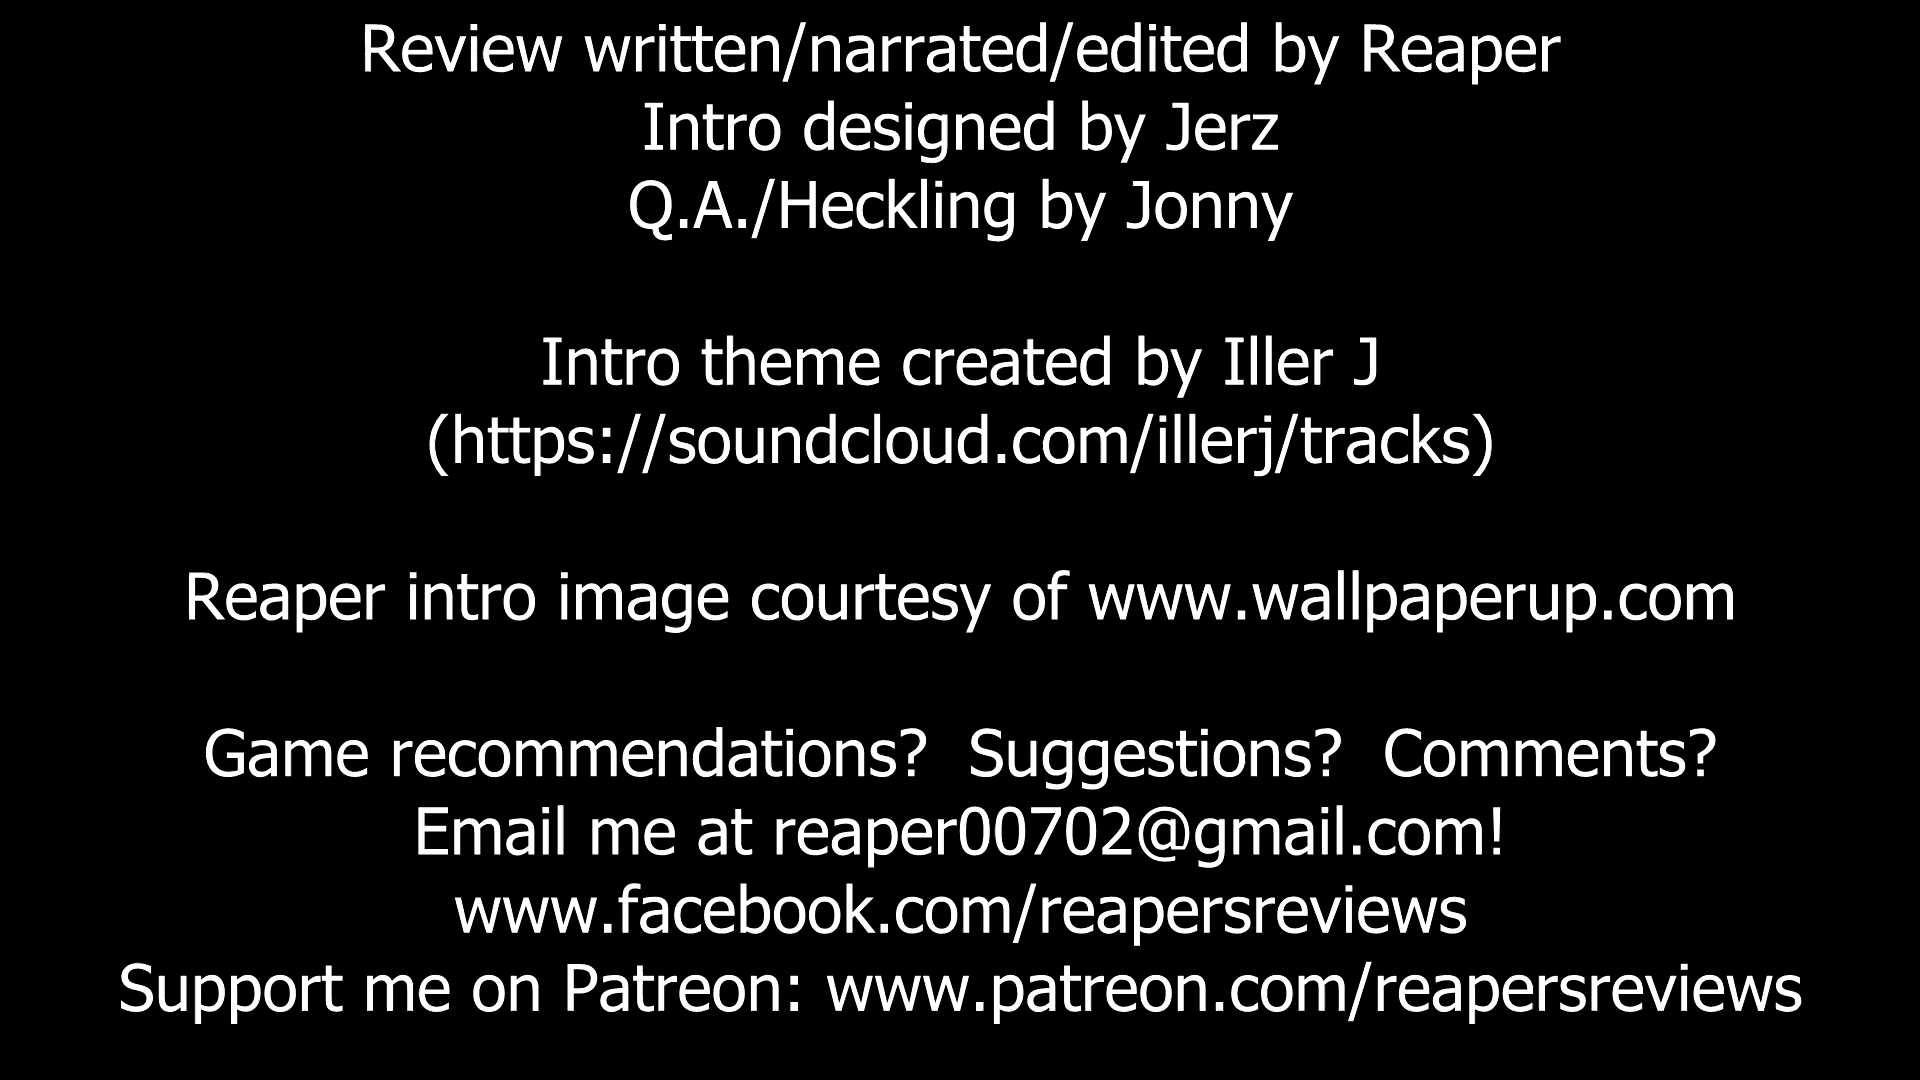 Review written/narrated/edited by Reaper
Intro designed by Jerz
Q.A./Heckling by Jonny
Intro theme created by Iller J
(https://soundcloud.com/illerj/tracks)
Reaper intro image courtesy of www.wallpaperup.com
Game recommendations?  Suggestions?  Comments?
Email me at reaper00702@gmail.com!
www.facebook.com/reapersreviews
Support me on Patreon: www.patreon.com/reapersreviews